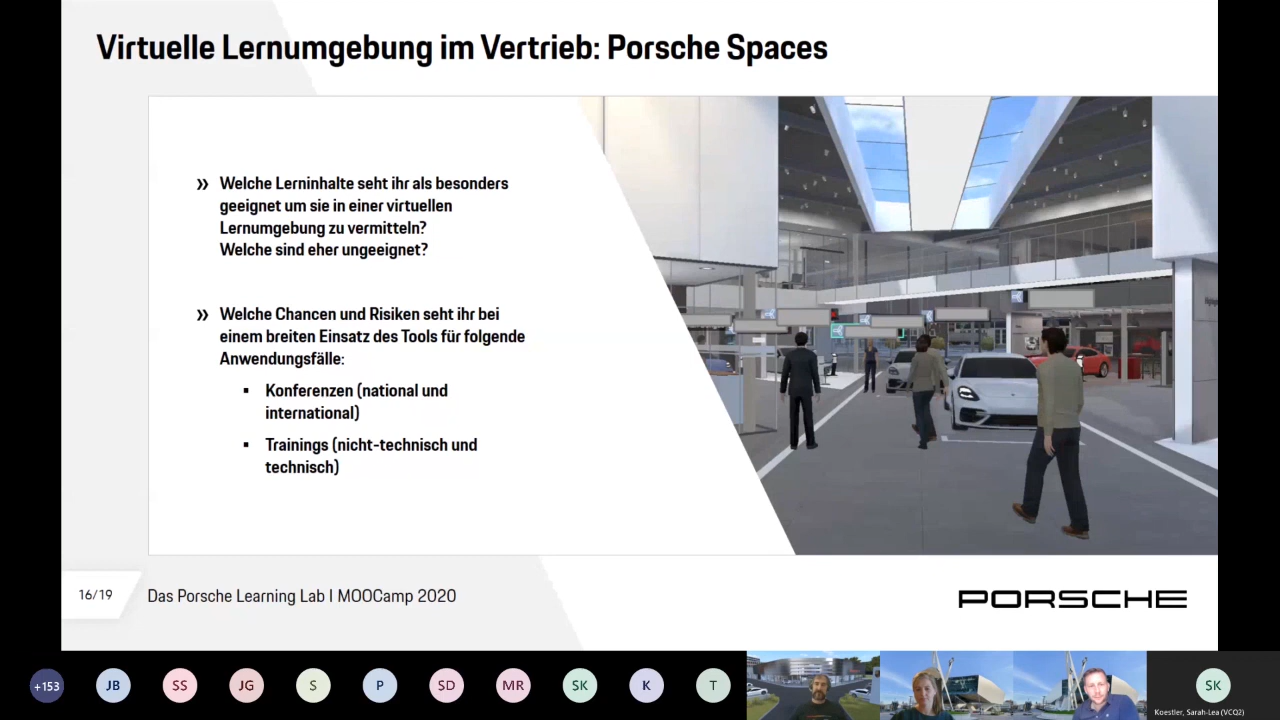 Virtuelle Lernumgebung im Vertrieb: Porsche Spaces
» Welche Lerninhalte seht ihr als besonders
geeignet um sie in einer virtuellen
Lernumgebung zu vermitteln?
Welche sind eher ungeeignet?
» Welche Chancen und Risiken seht ihr bei
einem breiten Einsatz des Tools für folgende
Anwendungsfälle:
▪ Konferenzen (national und
international)
▪ Trainings (nicht-technisch und
technisch)
16/19
Das Porsche Learning Lab I MOOCamp 2020
PORSCHE
+153
JB
SS
JG
S
P
SD
MR
SK
K
T
SK
Koestler, Sarah-Lea (VCQ2)